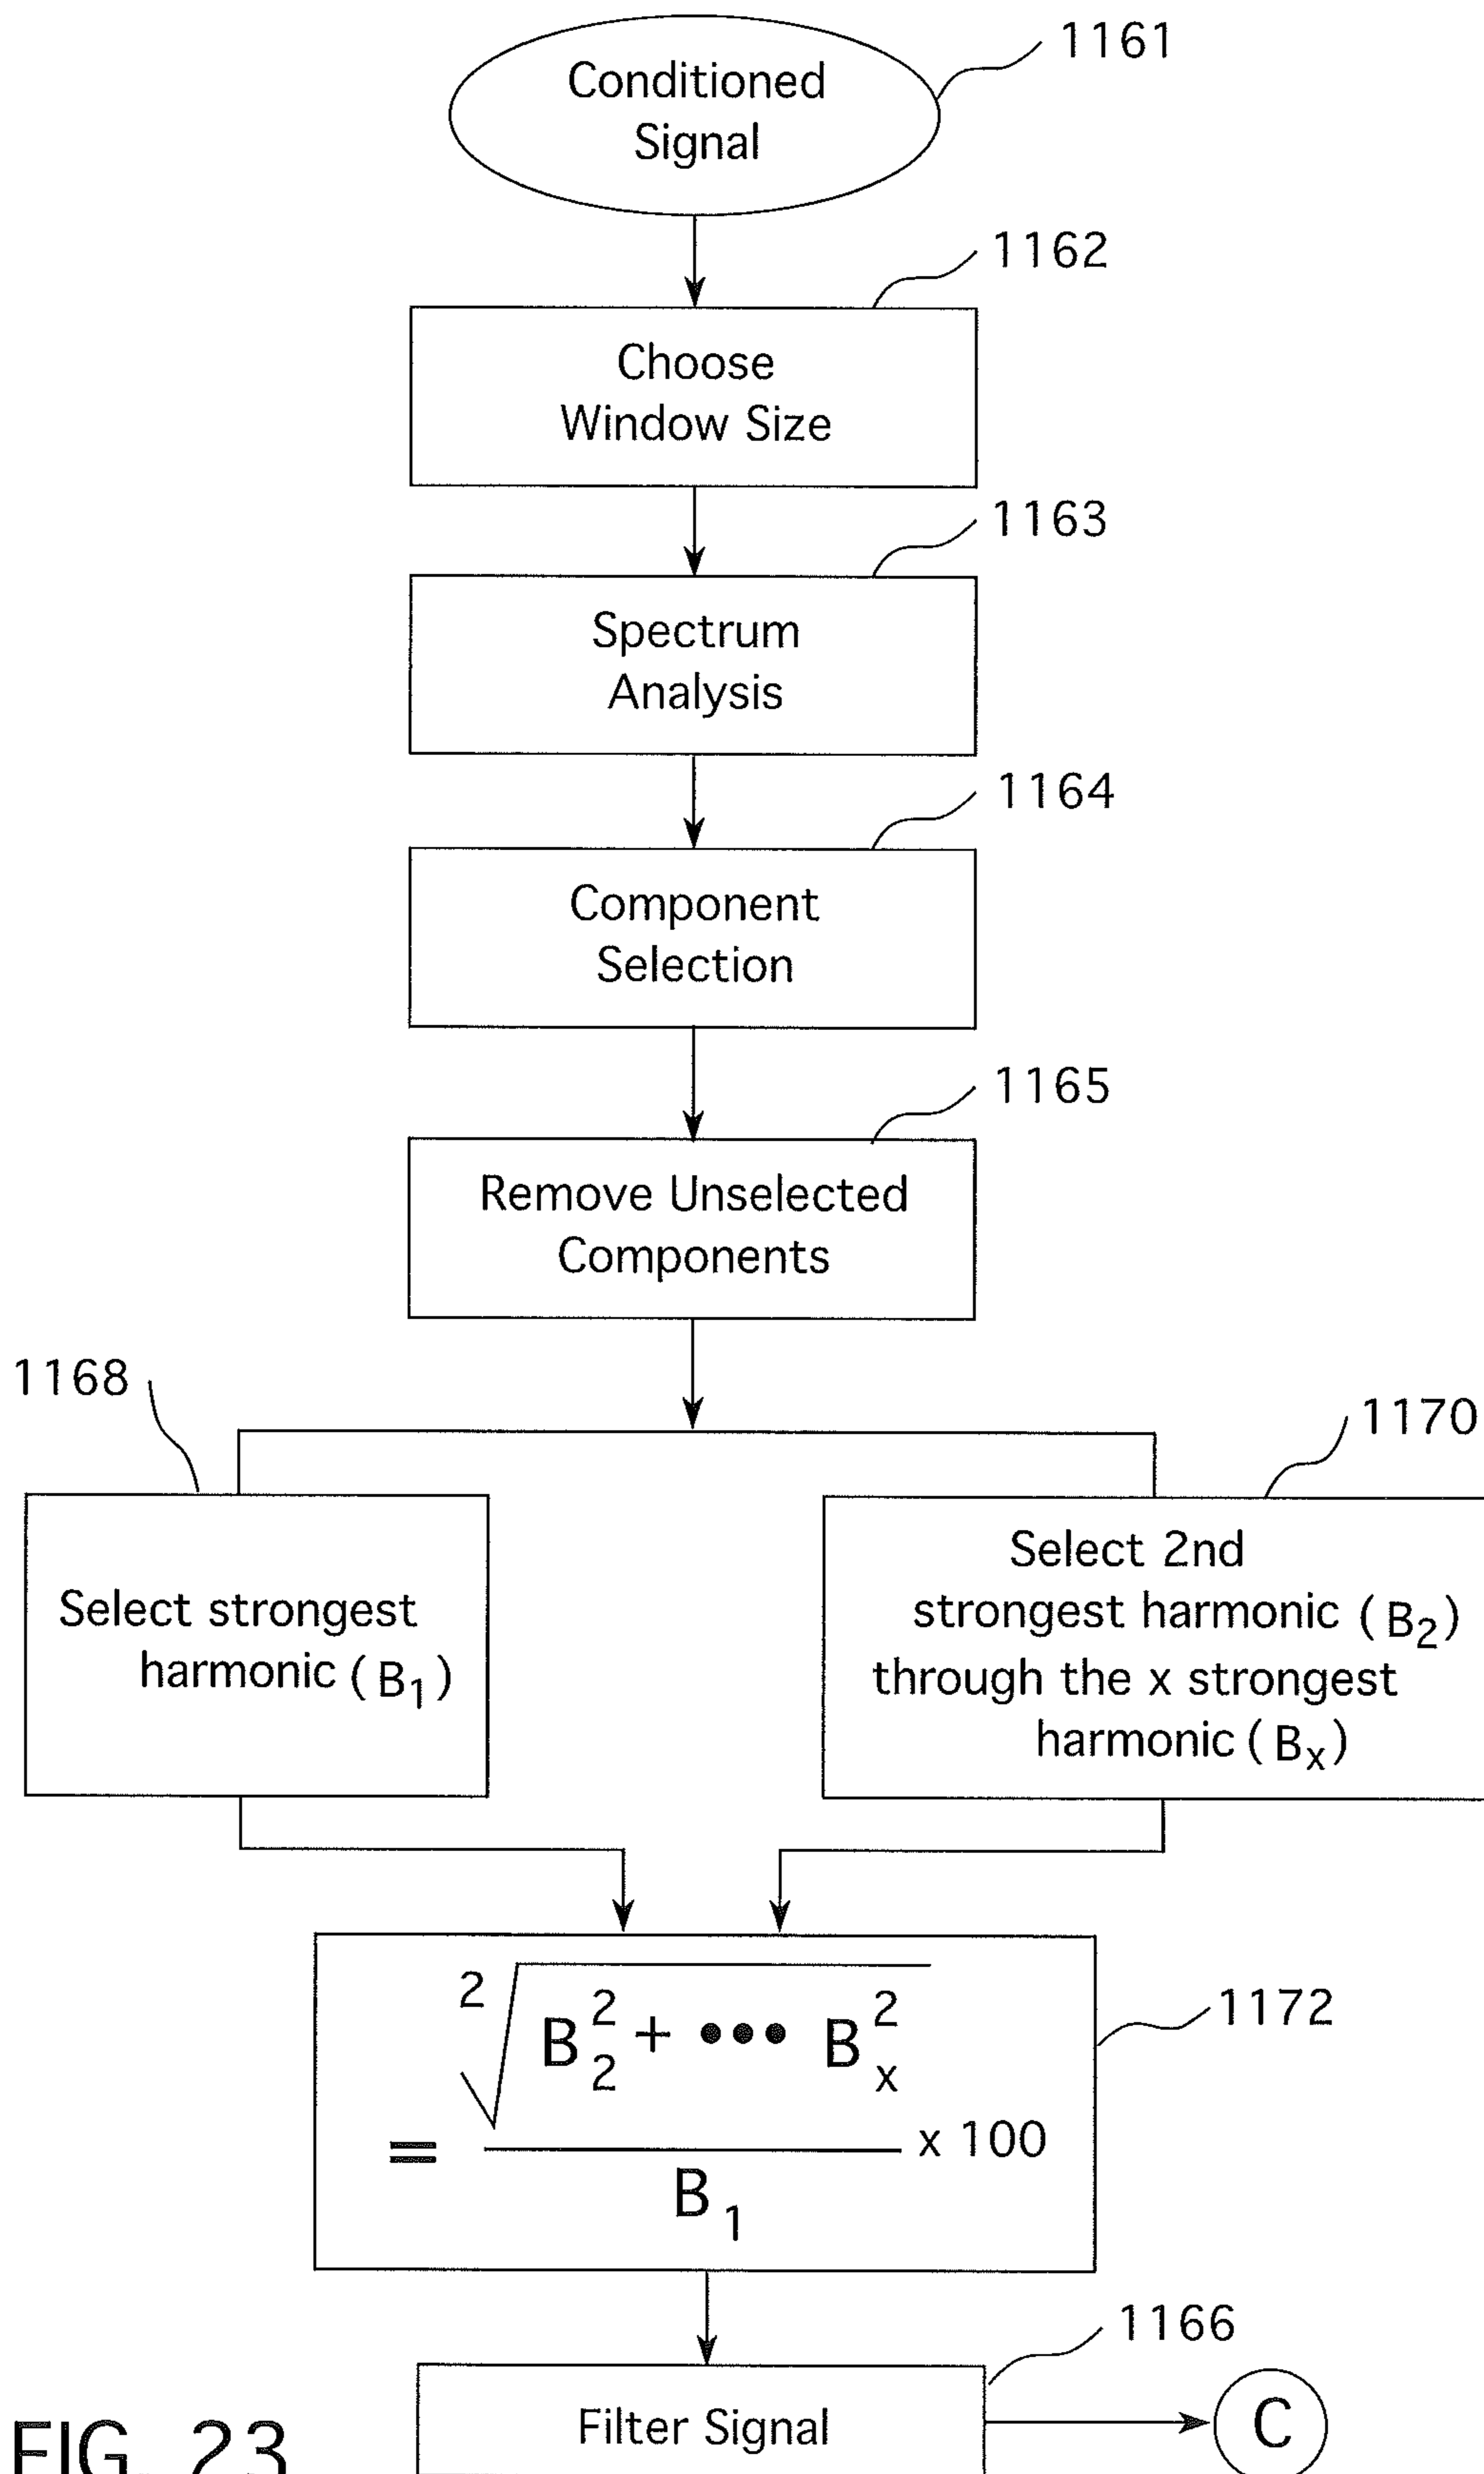 1161
Conditioned
Signal
1162
Choose
Window Size
1163
Spectrum
Analysis
1164
Component
Selection
1165
Remove Unselected
Components
1168
1170
Select strongest
harmonic (B₁)
Select 2nd
strongest harmonic (B₂)
through the x strongest
harmonic (Bₓ)
1172
= ²√(B₂² + ••• Bₓ²) / B₁ x 100
1166
Filter Signal
C
FIG. 23